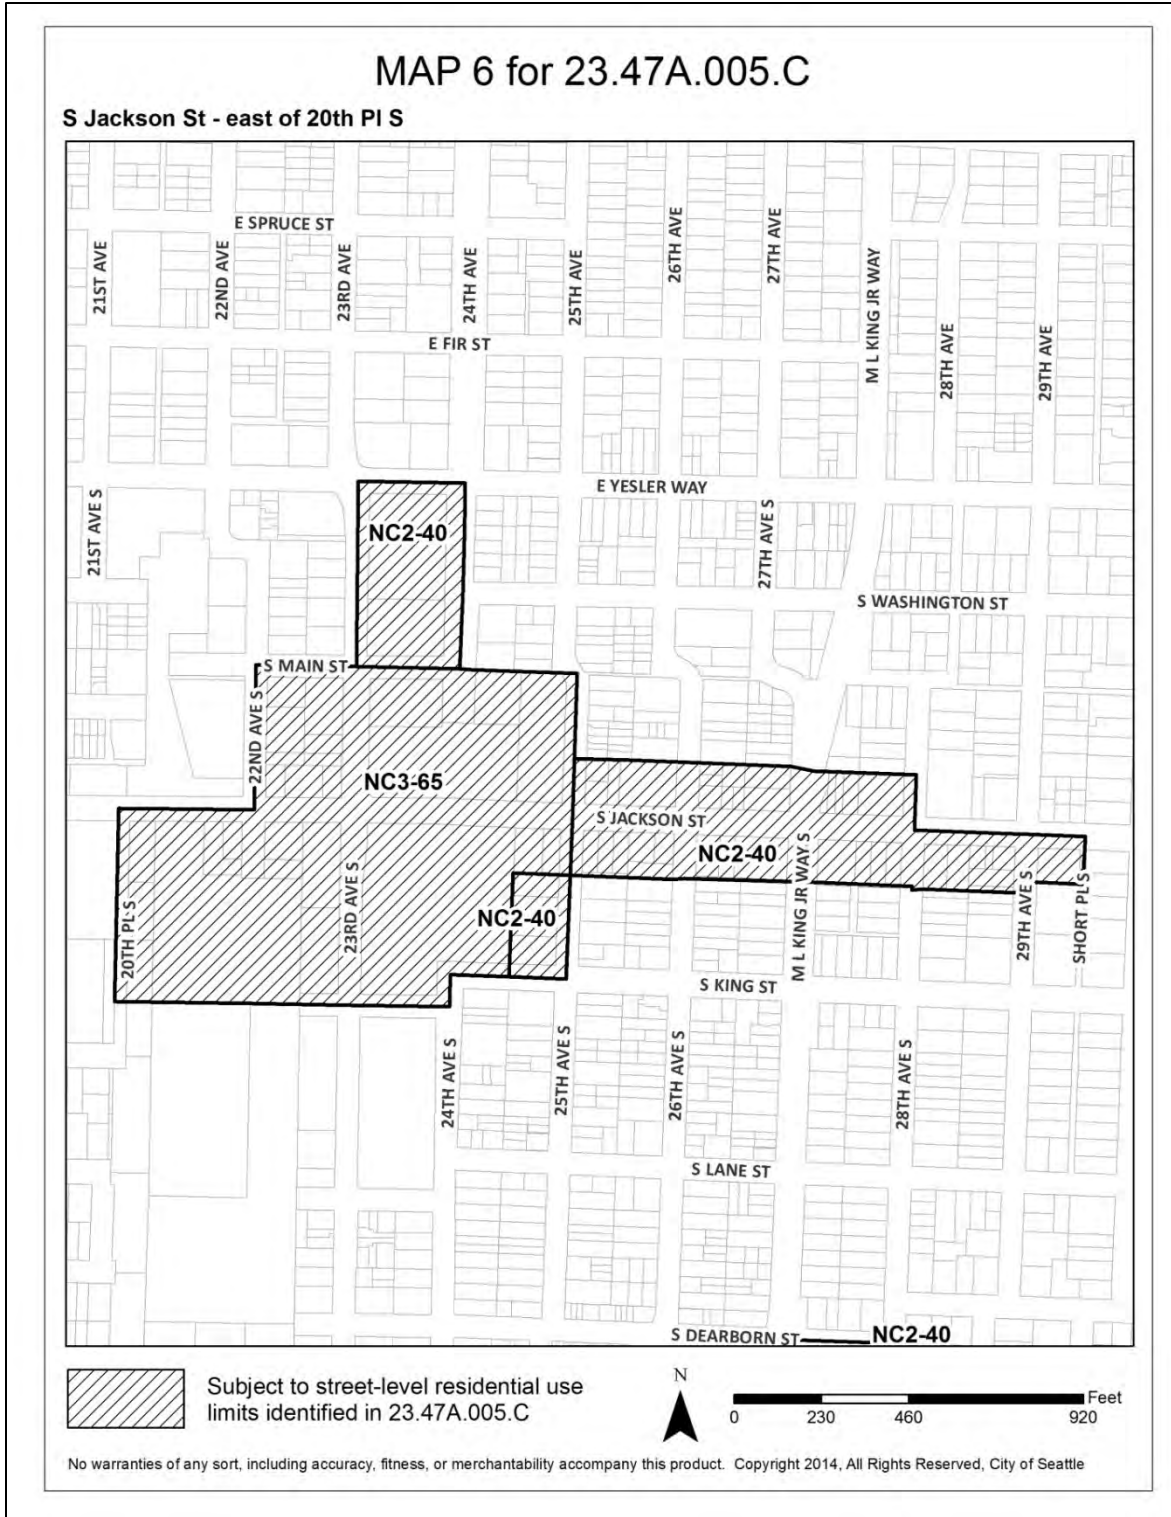 MAP 6 for 23.47A.005.C
S Jackson St - east of 20th Pl S
E SPRUCE ST
21ST AVE
22ND AVE
23RD AVE
24TH AVE
25TH AVE
26TH AVE
27TH AVE
M L KING JR WAY
28TH AVE
29TH AVE
E FIR ST
E YESLER WAY
21ST AVE S
NC2-40
27TH AVE S
S WASHINGTON ST
S MAIN ST
22ND AVE S
NC3-65
S JACKSON ST
NC2-40
M L KING JR WAY S
20TH PL S
23RD AVE S
NC2-40
29TH AVE S
SHORT PL S
S KING ST
24TH AVE S
25TH AVE S
26TH AVE S
28TH AVE S
S LANE ST
S DEARBORN ST
NC2-40
Subject to street-level residential use
limits identified in 23.47A.005.C
N
Feet
0 230 460 920
No warranties of any sort, including accuracy, fitness, or merchantability accompany this product. Copyright 2014, All Rights Reserved, City of Seattle